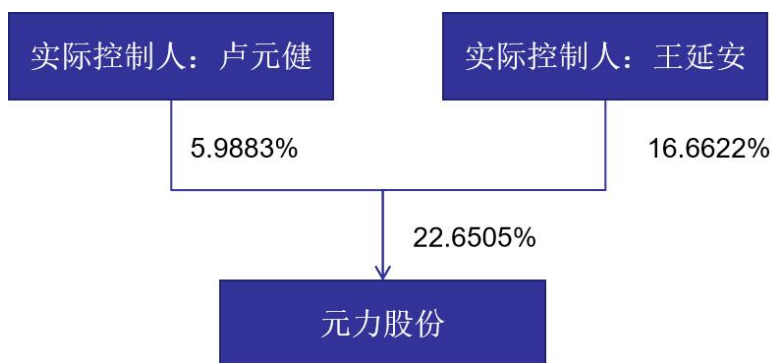 实际控制人：卢元健
实际控制人：王延安
5.9883%
16.6622%
22.6505%
元力股份